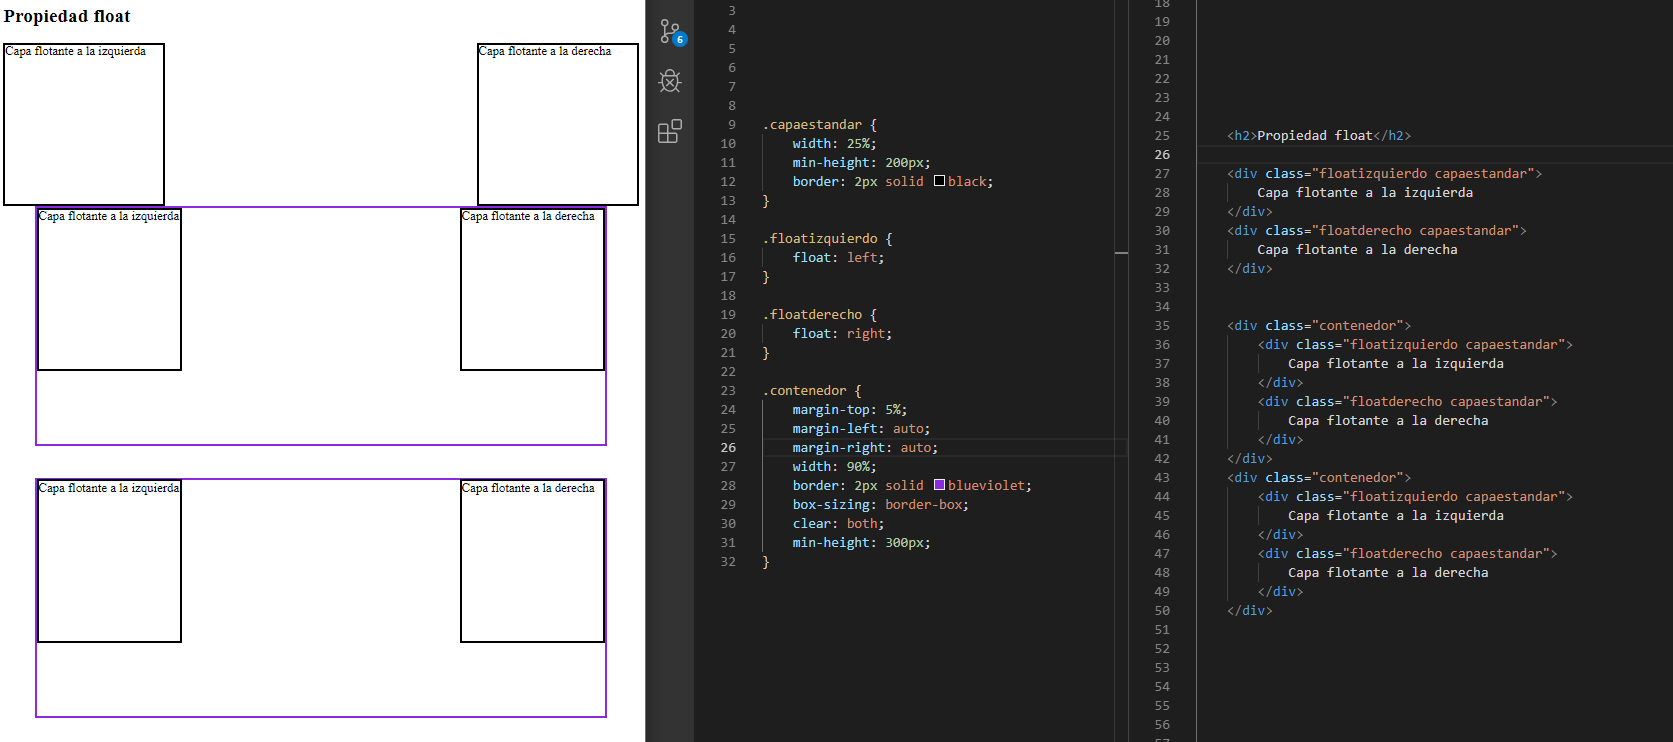 Propiedad float
Capa flotante a la izquierda
Capa flotante a la derecha
Capa flotante a la izquierda
Capa flotante a la derecha
Capa flotante a la izquierda
Capa flotante a la derecha
6
3
4
5
6
7
8
9 .capaestandar {
10 width: 25%;
11 min-height: 200px;
12 border: 2px solid black;
13 }
14
15 .floatizquierdo {
16 float: left;
17 }
18
19 .floatderecho {
20 float: right;
21 }
22
23 .contenedor {
24 margin-top: 5%;
25 margin-left: auto;
26 margin-right: auto;
27 width: 90%;
28 border: 2px solid blueviolet;
29 box-sizing: border-box;
30 clear: both;
31 min-height: 300px;
32 }
18
19
20
21
22
23
24
25 <h2>Propiedad float</h2>
26
27 <div class="floatizquierdo capaestandar">
28 Capa flotante a la izquierda
29 </div>
30 <div class="floatderecho capaestandar">
31 Capa flotante a la derecha
32 </div>
33
34
35 <div class="contenedor">
36 <div class="floatizquierdo capaestandar">
37 Capa flotante a la izquierda
38 </div>
39 <div class="floatderecho capaestandar">
40 Capa flotante a la derecha
41 </div>
42 </div>
43 <div class="contenedor">
44 <div class="floatizquierdo capaestandar">
45 Capa flotante a la izquierda
46 </div>
47 <div class="floatderecho capaestandar">
48 Capa flotante a la derecha
49 </div>
50 </div>
51
52
53
54
55
56
57